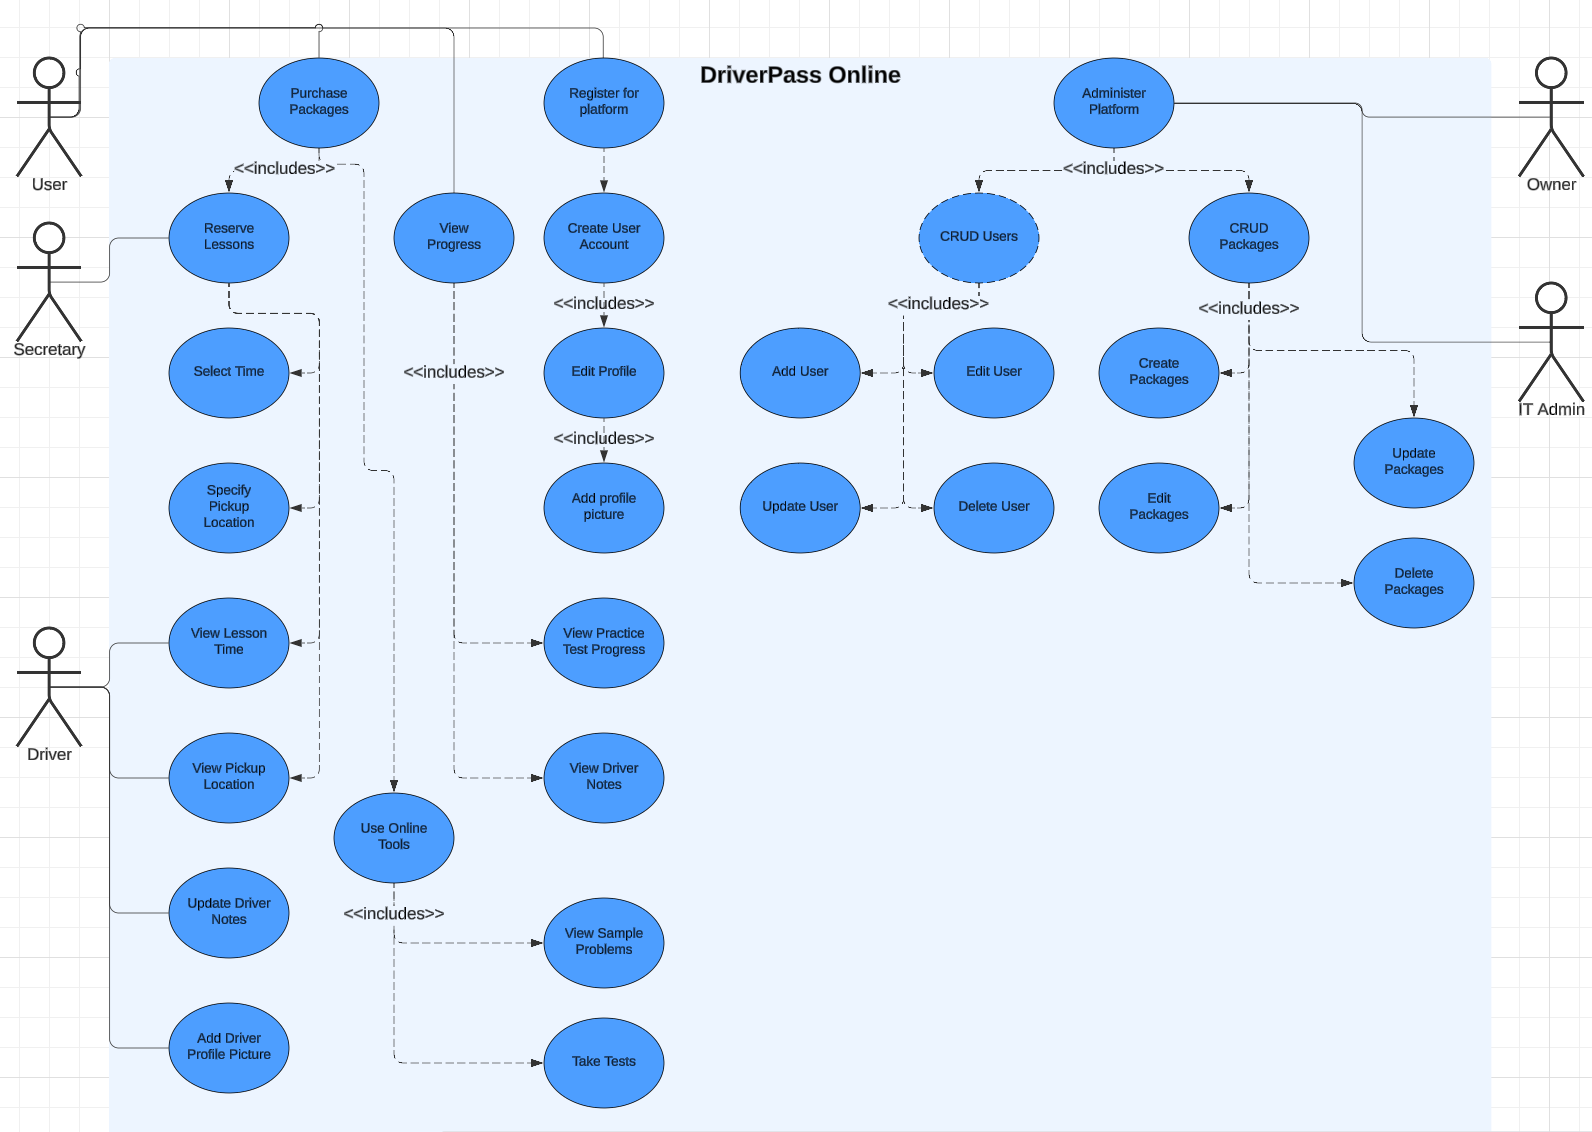 DriverPass Online
Purchase
Packages
Register for
platform
Administer
Platform
User
<<includes>>
<<includes>>
Owner
Reserve
Lessons
View
Progress
Create User
Account
CRUD Users
CRUD
Packages
<<includes>>
<<includes>>
<<includes>>
Secretary
Select Time
<<includes>>
Edit Profile
Add User
Edit User
Create
Packages
IT Admin
<<includes>>
Update
Packages
Specify
Pickup
Location
Add profile
picture
Update User
Delete User
Edit
Packages
Delete
Packages
View Lesson
Time
View Practice
Test Progress
Driver
View Pickup
Location
View Driver
Notes
Use Online
Tools
Update Driver
Notes
<<includes>>
View Sample
Problems
Add Driver
Profile Picture
Take Tests